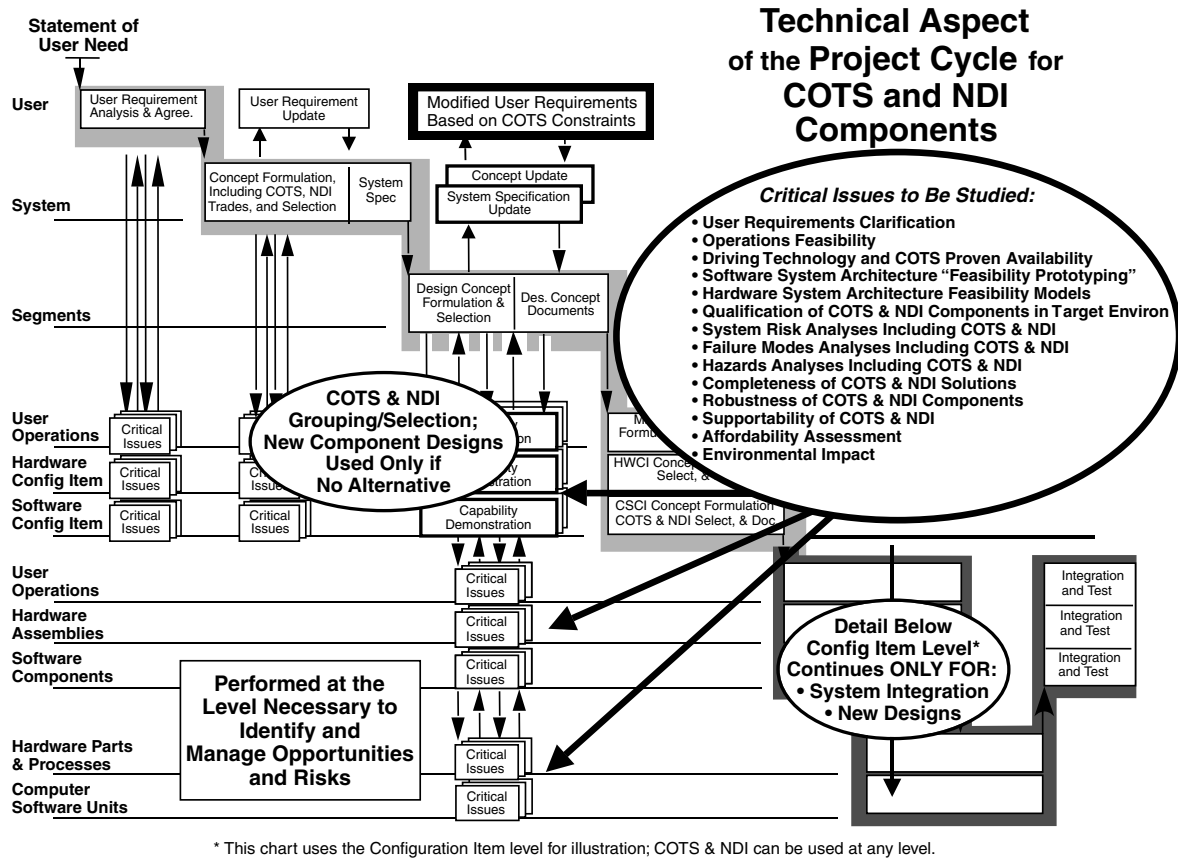 Technical Aspect
of the Project Cycle for
COTS and NDI
Components
Statement of
User Need
User
User Requirement
Analysis & Agree.
User Requirement
Update
Modified User Requirements
Based on COTS Constraints
System
Concept Formulation,
Including COTS, NDI
Trades, and Selection
System
Spec
Concept Update
System Specification
Update
Segments
Design Concept
Formulation &
Selection
Des. Concept
Documents
Critical Issues to Be Studied:
• User Requirements Clarification
• Operations Feasibility
• Driving Technology and COTS Proven Availability
• Software System Architecture “Feasibility Prototyping”
• Hardware System Architecture Feasibility Models
• Qualification of COTS & NDI Components in Target Environ
• System Risk Analyses Including COTS & NDI
• Failure Modes Analyses Including COTS & NDI
• Hazards Analyses Including COTS & NDI
• Completeness of COTS & NDI Solutions
• Robustness of COTS & NDI Components
• Supportability of COTS & NDI
• Affordability Assessment
• Environmental Impact
COTS & NDI
Grouping/Selection;
New Component Designs
Used Only if
No Alternative
User
Operations
Critical
Issues
Hardware
Config Item
Critical
Issues
HWCI
Select, &
Software
Config Item
Critical
Issues
Critical
Issues
Capability
Demonstration
CSCI Concept Formulation
COTS & NDI Select, & Doc
User
Operations
Critical
Issues
Hardware
Assemblies
Critical
Issues
Software
Components
Critical
Issues
Performed at the
Level Necessary to
Identify and
Manage Opportunities
and Risks
Hardware Parts
& Processes
Critical
Issues
Computer
Software Units
Critical
Issues
Detail Below
Config Item Level*
Continues ONLY FOR:
• System Integration
• New Designs
Integration
and Test
Integration
and Test
Integration
and Test
* This chart uses the Configuration Item level for illustration; COTS & NDI can be used at any level.